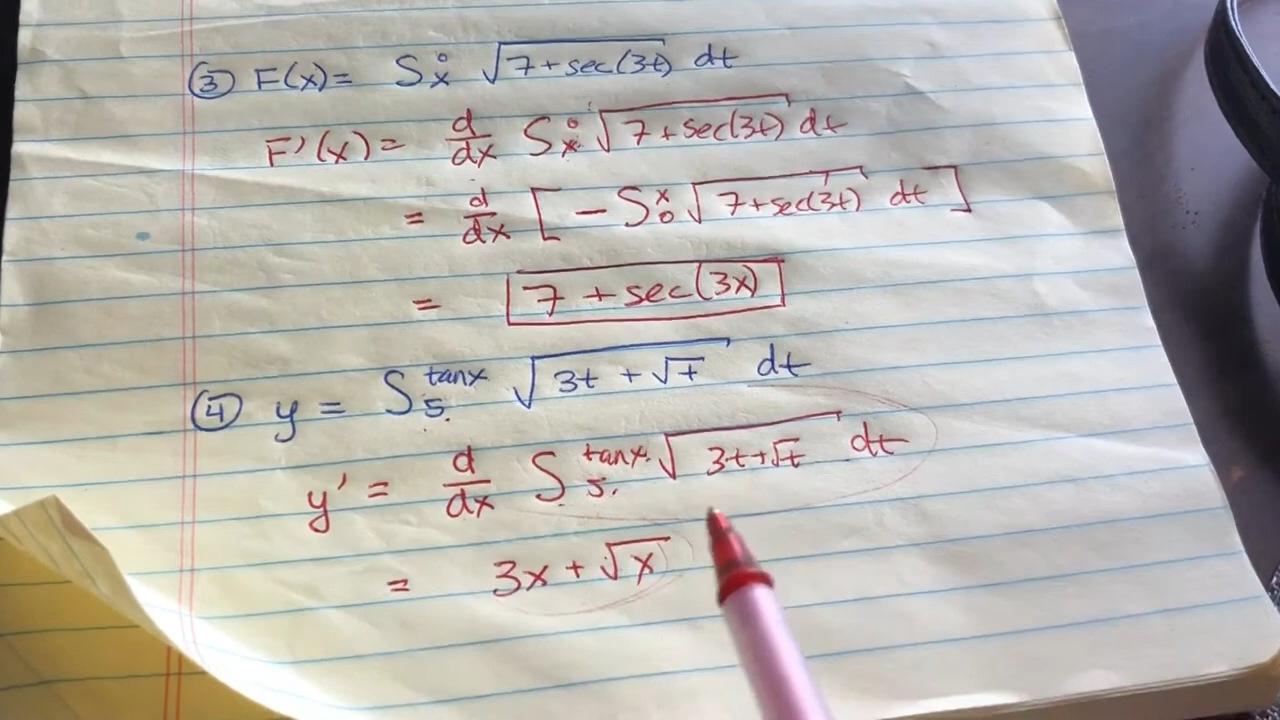 ③ F(x) = ∫ₓ⁰ √(7+sec(3t)) dt
F'(x) = d/dx ∫ₓ⁰ √(7+sec(3t)) dt
= d/dx [ - ∫₀ˣ √(7+sec(3t)) dt ]
= 7 + sec(3x)
④ y = ∫₅^(tanx) √(3t + √t) dt
y' = d/dx ∫₅^(tanx) √(3t+√t) dt
= 3x + √x